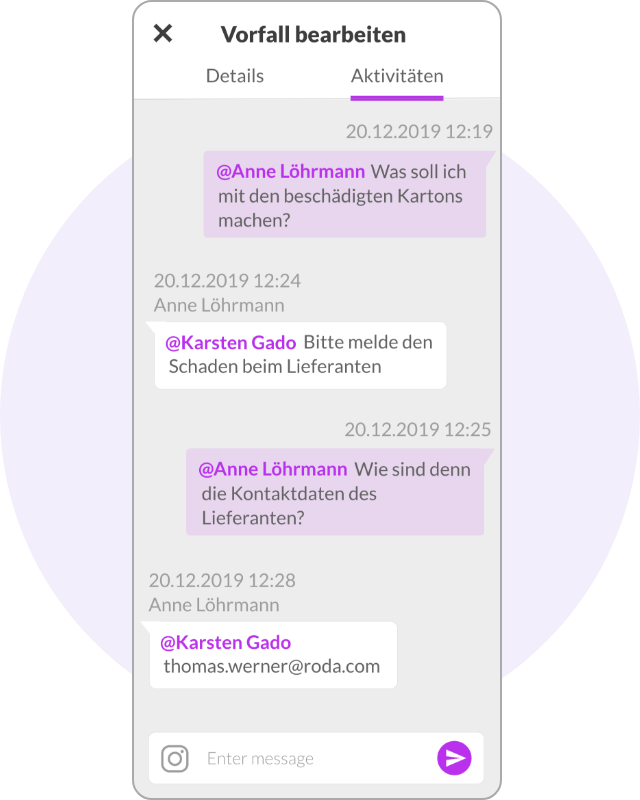 Vorfall bearbeiten
Details
Aktivitäten
20.12.2019 12:19
@Anne Löhrmann Was soll ich
mit den beschädigten Kartons
machen?
20.12.2019 12:24
Anne Löhrmann
@Karsten Gado Bitte melde den
Schaden beim Lieferanten
20.12.2019 12:25
@Anne Löhrmann Wie sind denn
die Kontaktdaten des
Lieferanten?
20.12.2019 12:28
Anne Löhrmann
@Karsten Gado
thomas.werner@roda.com
Enter message